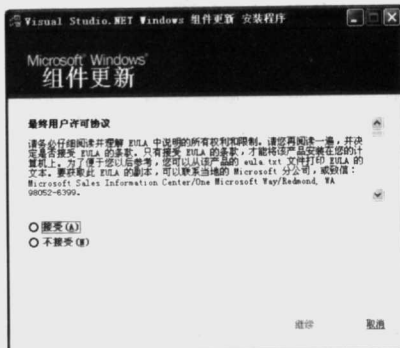 Visual Studio.NET Windows 组件更新 安装程序
Microsoft Windows
组件更新
最终用户许可协议
请务必仔细阅读并理解 EULA 中说明的所有权利和限制。请您再阅读一遍,并决
定是否接受 EULA 的条款。只有接受 EULA 的条款,才能将该产品安装在您的计
算机上。为了便于您以后参考,您可以从该产品的 eula.txt 文件打印 EULA 的
文本。要获取此 EULA 的副本,可以联系当地的 Microsoft 分公司,或致信:
Microsoft Sales Information Center/One Microsoft Way/Redmond, WA
98052-6399。
接受(A)
不接受(N)
继续
取消